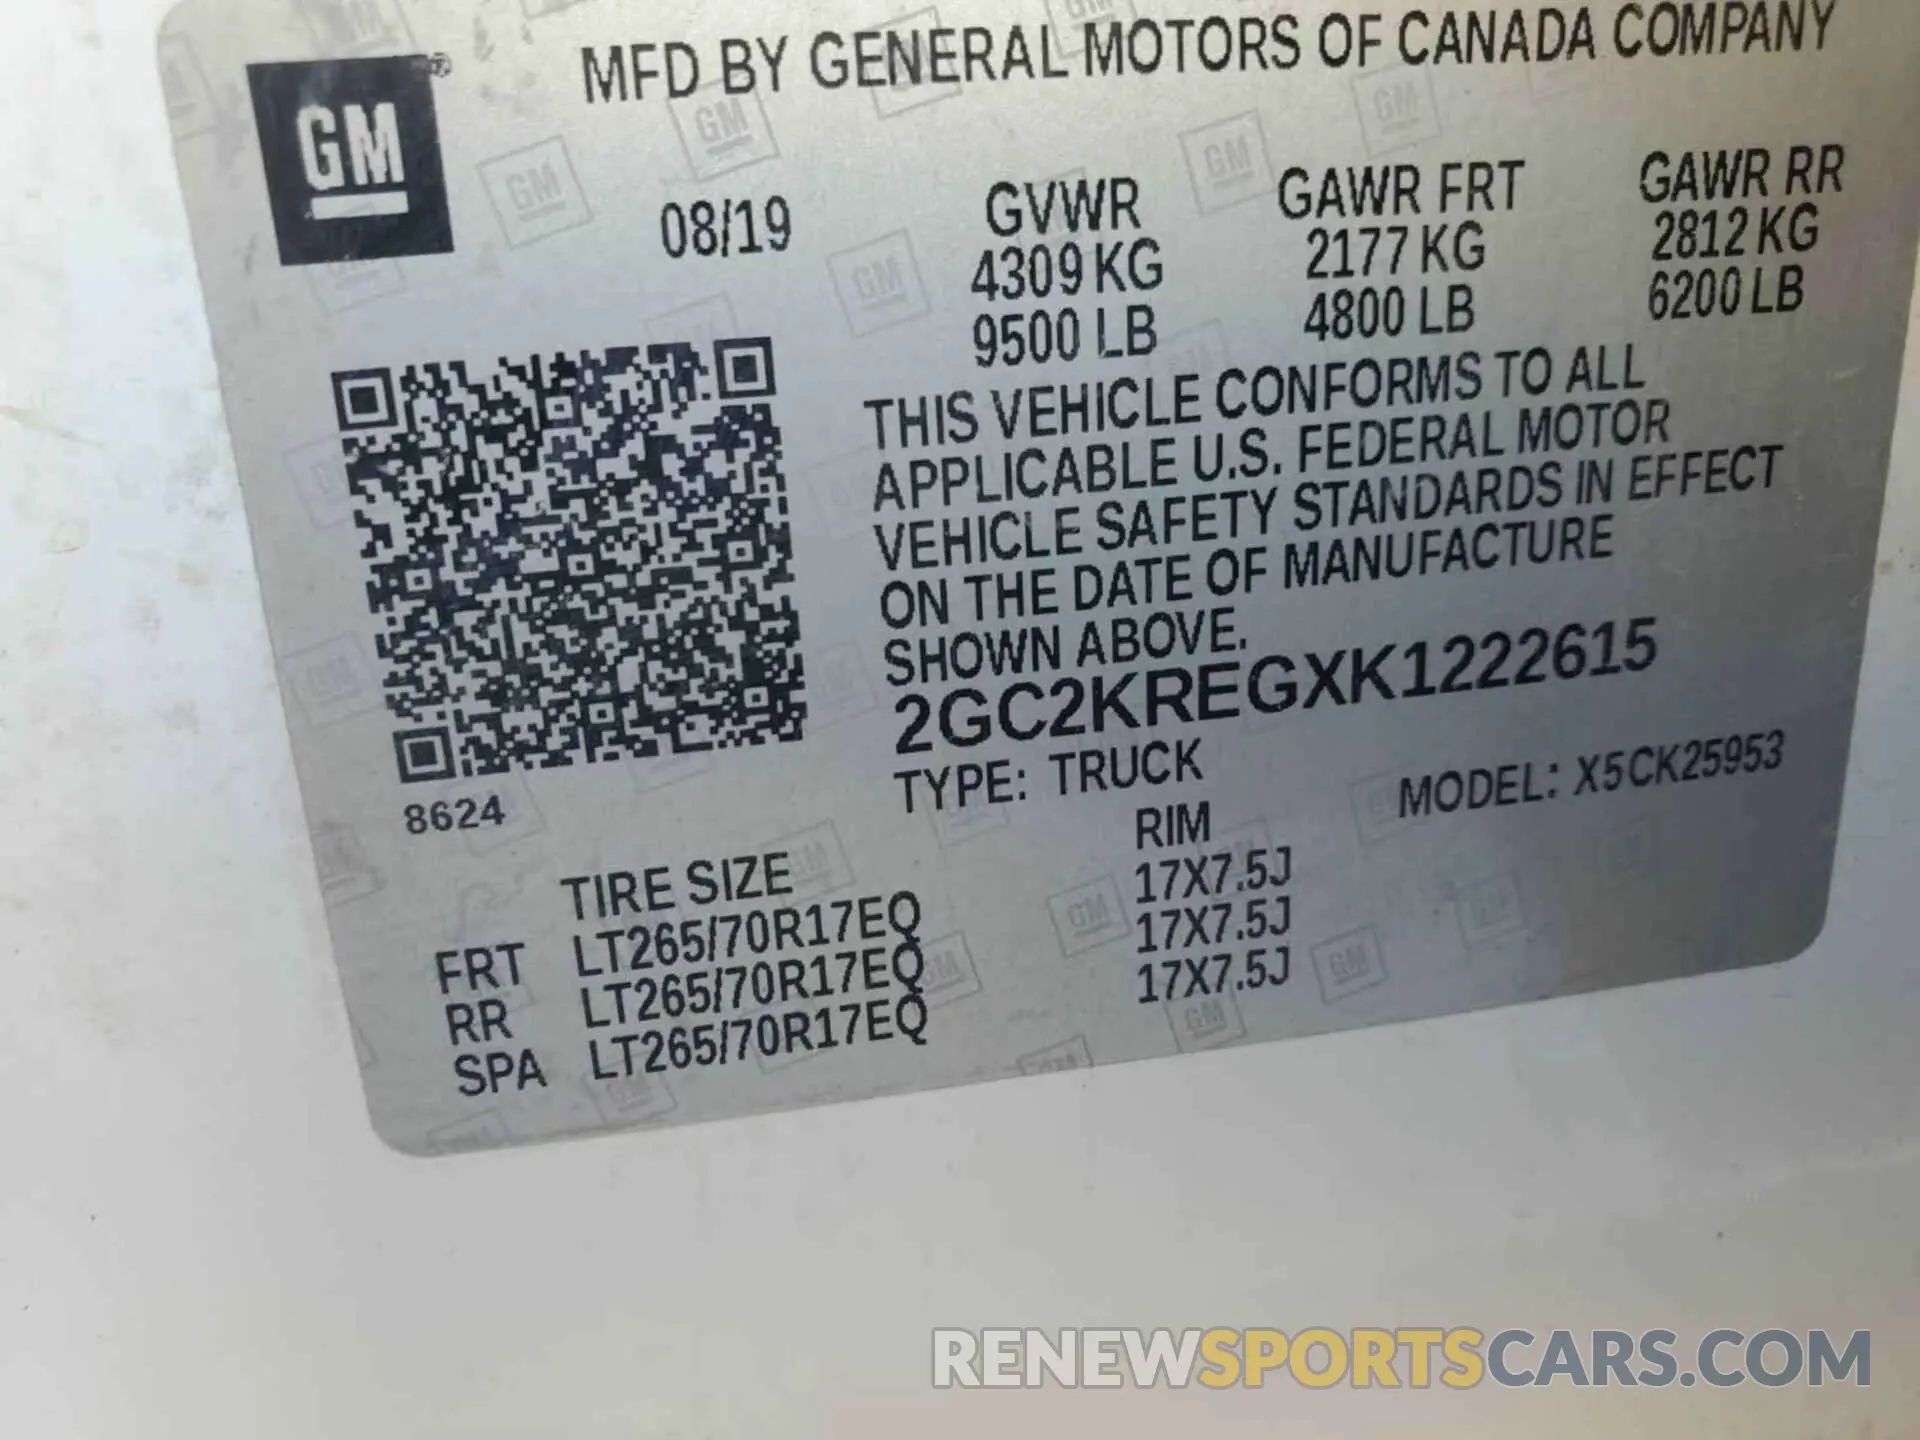 MFD BY GENERAL MOTORS OF CANADA COMPANY
GM
08/19
GVWR GAWR FRT GAWR RR
4309 KG 2177 KG 2812 KG
9500 LB 4800 LB 6200 LB
THIS VEHICLE CONFORMS TO ALL
APPLICABLE U.S. FEDERAL MOTOR
VEHICLE SAFETY STANDARDS IN EFFECT
ON THE DATE OF MANUFACTURE
SHOWN ABOVE.
2GC2KREGXK1222615
TYPE: TRUCK MODEL: X5CK25953
8624
TIRE SIZE RIM
FRT LT265/70R17EQ 17X7.5J
RR LT265/70R17EQ 17X7.5J
SPA LT265/70R17EQ 17X7.5J
RENEWSPORTSCARS.COM